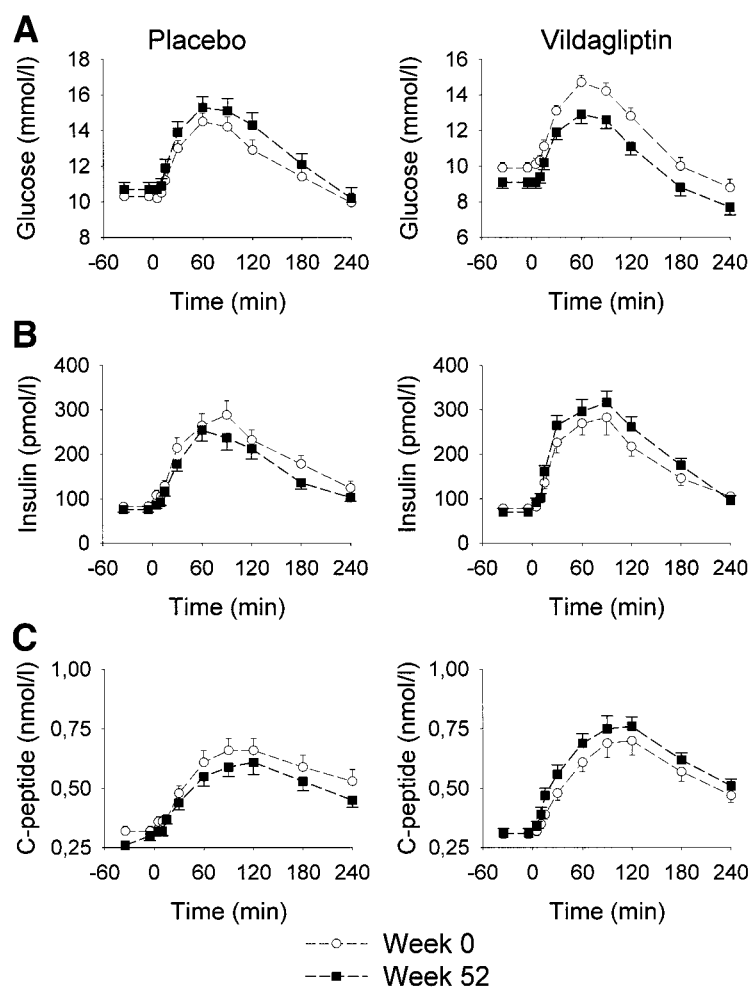 A
Placebo
Vildagliptin
Glucose (mmol/l)
18
16
14
12
10
8
-60 0 60 120 180 240
Time (min)
Glucose (mmol/l)
16
14
12
10
8
6
-60 0 60 120 180 240
Time (min)
B
Insulin (pmol/l)
400
300
200
100
0
-60 0 60 120 180 240
Time (min)
Insulin (pmol/l)
400
300
200
100
0
-60 0 60 120 180 240
Time (min)
C
C-peptide (nmol/l)
1,00
0,75
0,50
0,25
-60 0 60 120 180 240
Time (min)
C-peptide (nmol/l)
1,00
0,75
0,50
0,25
-60 0 60 120 180 240
Time (min)
Week 0
Week 52